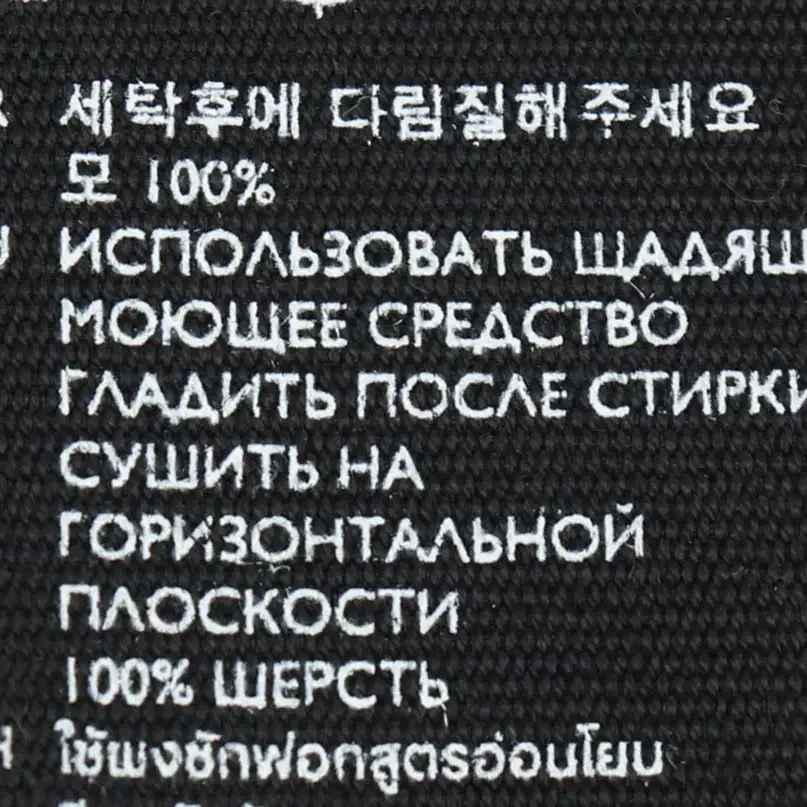 세탁후에 다림질해주세요
모 100%
ИСПОЛЬЗОВАТЬ ЩАДЯЩ
МОЮЩЕЕ СРЕДСТВО
ГЛАДИТЬ ПОСЛЕ СТИРКИ
СУШИТЬ НА
ГОРИЗОНТАЛЬНОЙ
ПЛОСКОСТИ
100% ШЕРСТЬ
ใช้ผงซักฟอกสูตรอ่อนโยน